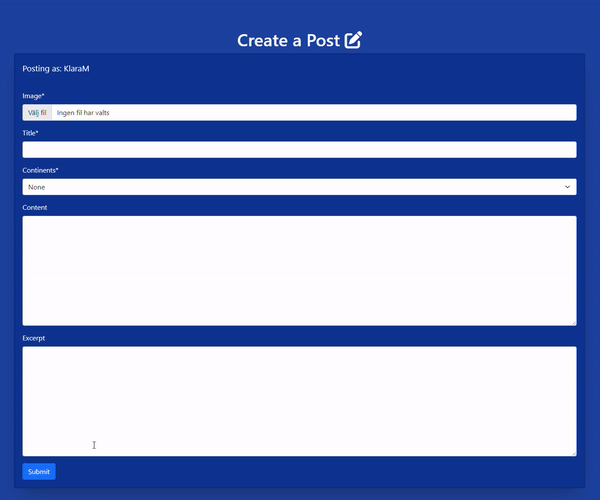 Create a Post
Posting as: KlaraM
Image*
Välj fil Ingen fil har valts
Title*
Continents*
None
Content
Excerpt
Submit